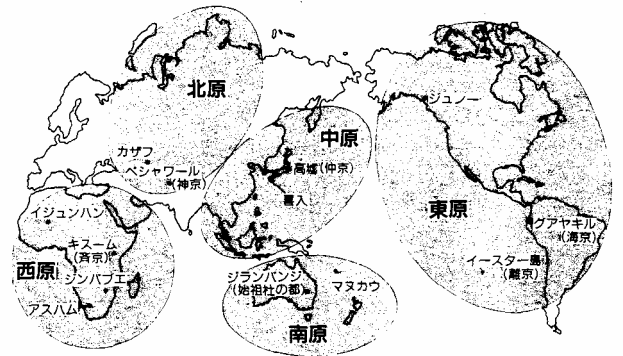 北原
カザフ
ペシャワール
(神京)
中原
高城(仲京)
喜入
ジュノー
東原
グアヤキル
(海京)
イースター島
(離京)
イジュンハン
キスーム
(斉京)
西原
ジンバブエ
アスハム
ジランバンジ
(始祖社の都)
マヌカウ
南原